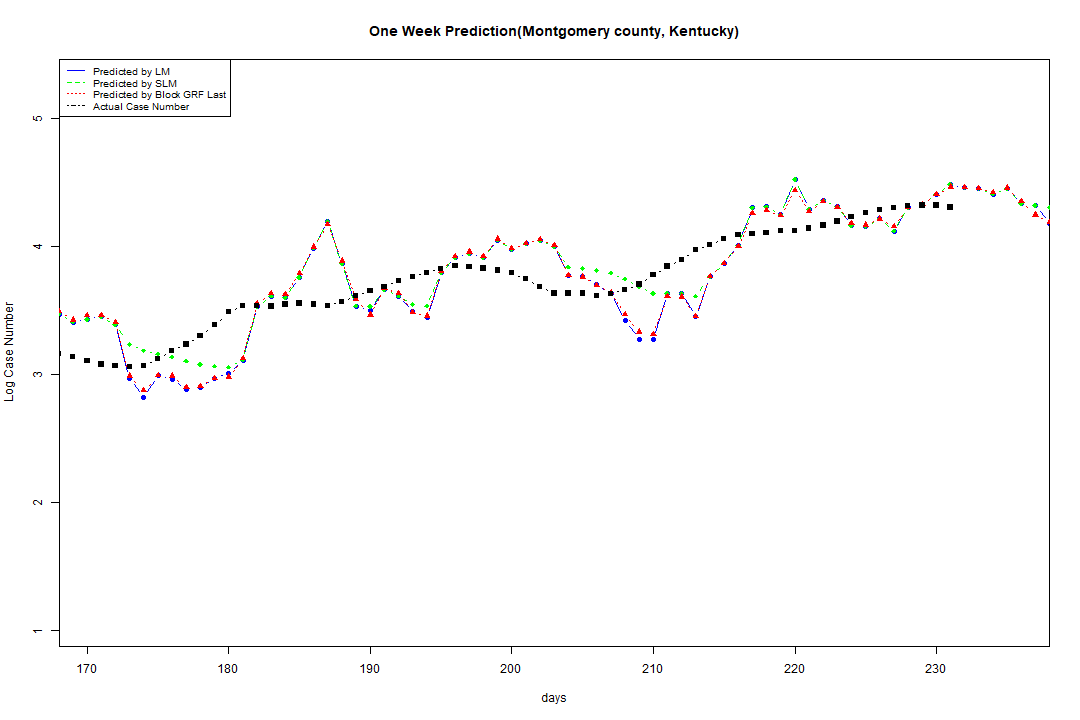 One Week Prediction(Montgomery county, Kentucky)
Predicted by LM
Predicted by SLM
Predicted by Block GRF Last
Actual Case Number
5
4
3
2
1
Log Case Number
170 180 190 200 210 220 230
days